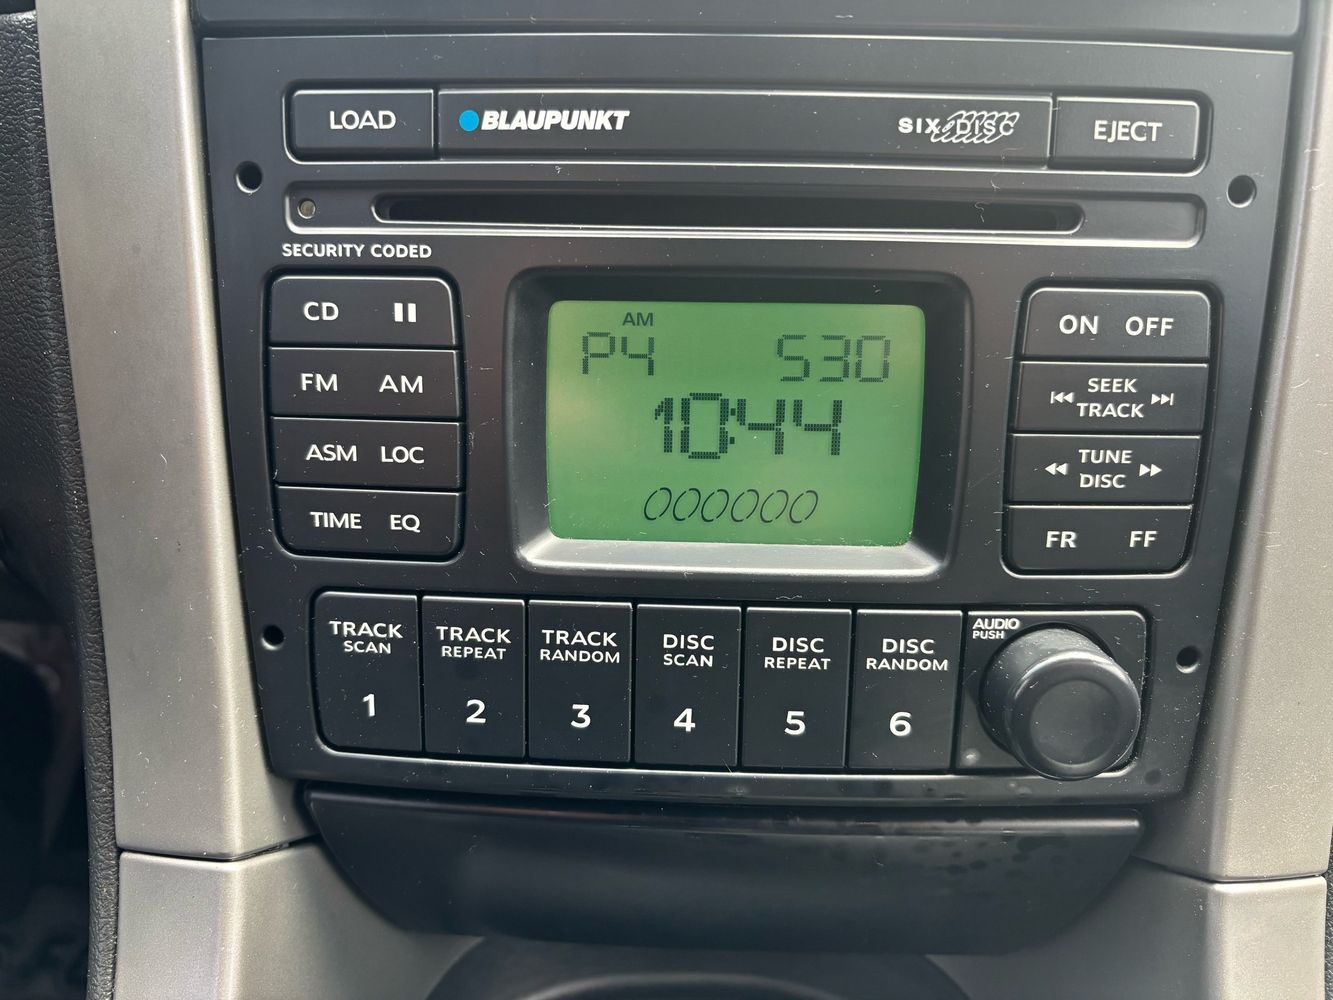 LOAD
BLAUPUNKT
SIX DISC
EJECT
SECURITY CODED
CD
FM AM
ASM LOC
TIME EQ
AM
P4 530
10:44
ON OFF
SEEK
TRACK
TUNE
DISC
FR FF
TRACK
SCAN
1
TRACK
REPEAT
2
TRACK
RANDOM
3
DISC
SCAN
4
DISC
REPEAT
5
DISC
RANDOM
6
AUDIO
PUSH